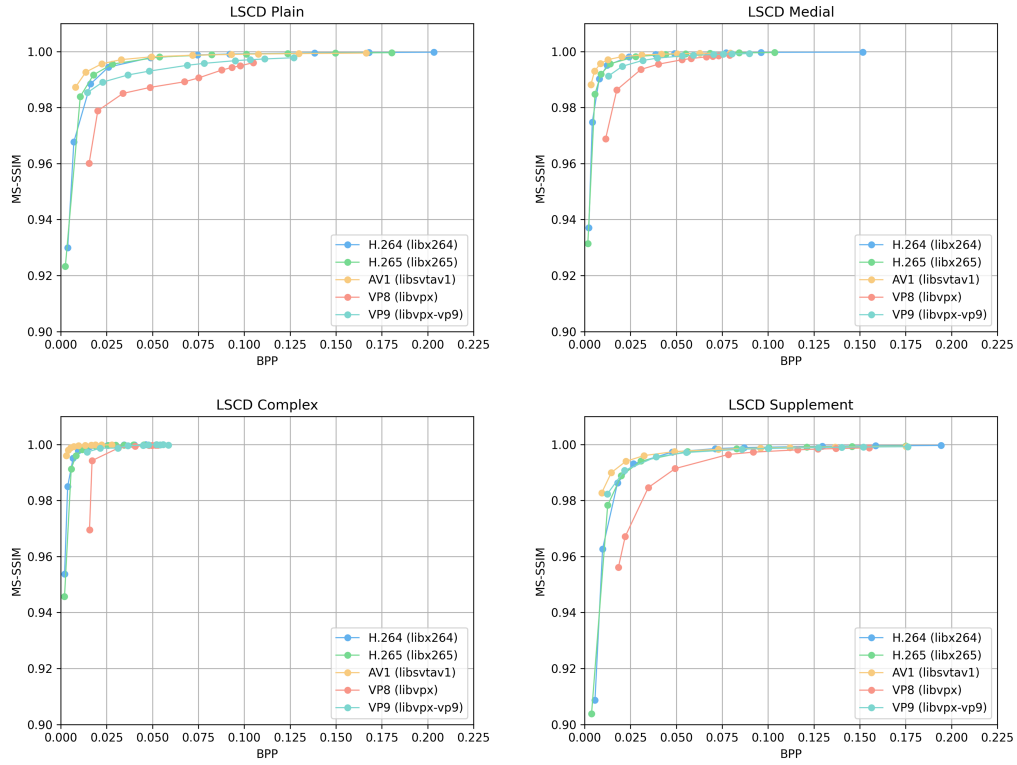 LSCD Plain
1.00
0.98
0.96
0.94
0.92
0.90
MS-SSIM
0.000 0.025 0.050 0.075 0.100 0.125 0.150 0.175 0.200 0.225
BPP
H.264 (libx264)
H.265 (libx265)
AV1 (libsvtav1)
VP8 (libvpx)
VP9 (libvpx-vp9)
LSCD Medial
1.00
0.98
0.96
0.94
0.92
0.90
MS-SSIM
0.000 0.025 0.050 0.075 0.100 0.125 0.150 0.175 0.200 0.225
BPP
H.264 (libx264)
H.265 (libx265)
AV1 (libsvtav1)
VP8 (libvpx)
VP9 (libvpx-vp9)
LSCD Complex
1.00
0.98
0.96
0.94
0.92
0.90
MS-SSIM
0.000 0.025 0.050 0.075 0.100 0.125 0.150 0.175 0.200 0.225
BPP
H.264 (libx264)
H.265 (libx265)
AV1 (libsvtav1)
VP8 (libvpx)
VP9 (libvpx-vp9)
LSCD Supplement
1.00
0.98
0.96
0.94
0.92
0.90
MS-SSIM
0.000 0.025 0.050 0.075 0.100 0.125 0.150 0.175 0.200 0.225
BPP
H.264 (libx264)
H.265 (libx265)
AV1 (libsvtav1)
VP8 (libvpx)
VP9 (libvpx-vp9)